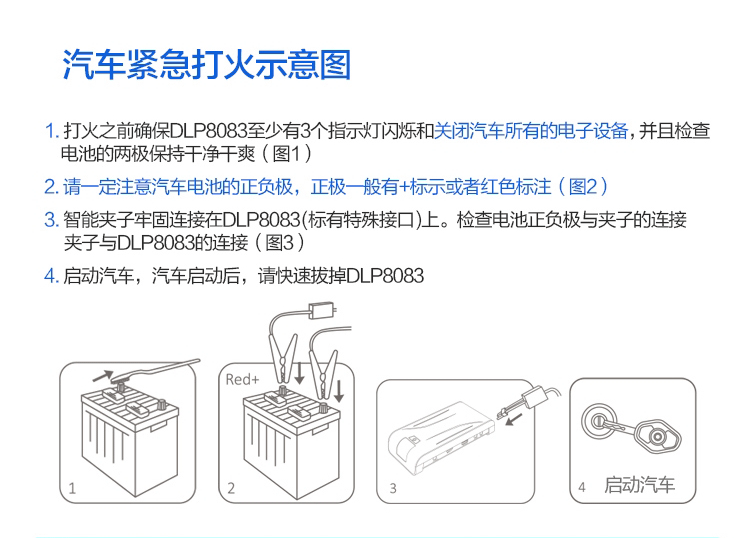 汽车紧急打火示意图
1. 打火之前确保DLP8083至少有3个指示灯闪烁和关闭汽车所有的电子设备，并且检查
电池的两极保持干净干爽（图1）
2. 请一定注意汽车电池的正负极，正极一般有+标示或者红色标注（图2）
3. 智能夹子牢固连接在DLP8083(标有特殊接口)上。检查电池正负极与夹子的连接
夹子与DLP8083的连接（图3）
4. 启动汽车，汽车启动后，请快速拔掉DLP8083
Red+
1
2
3
4 启动汽车